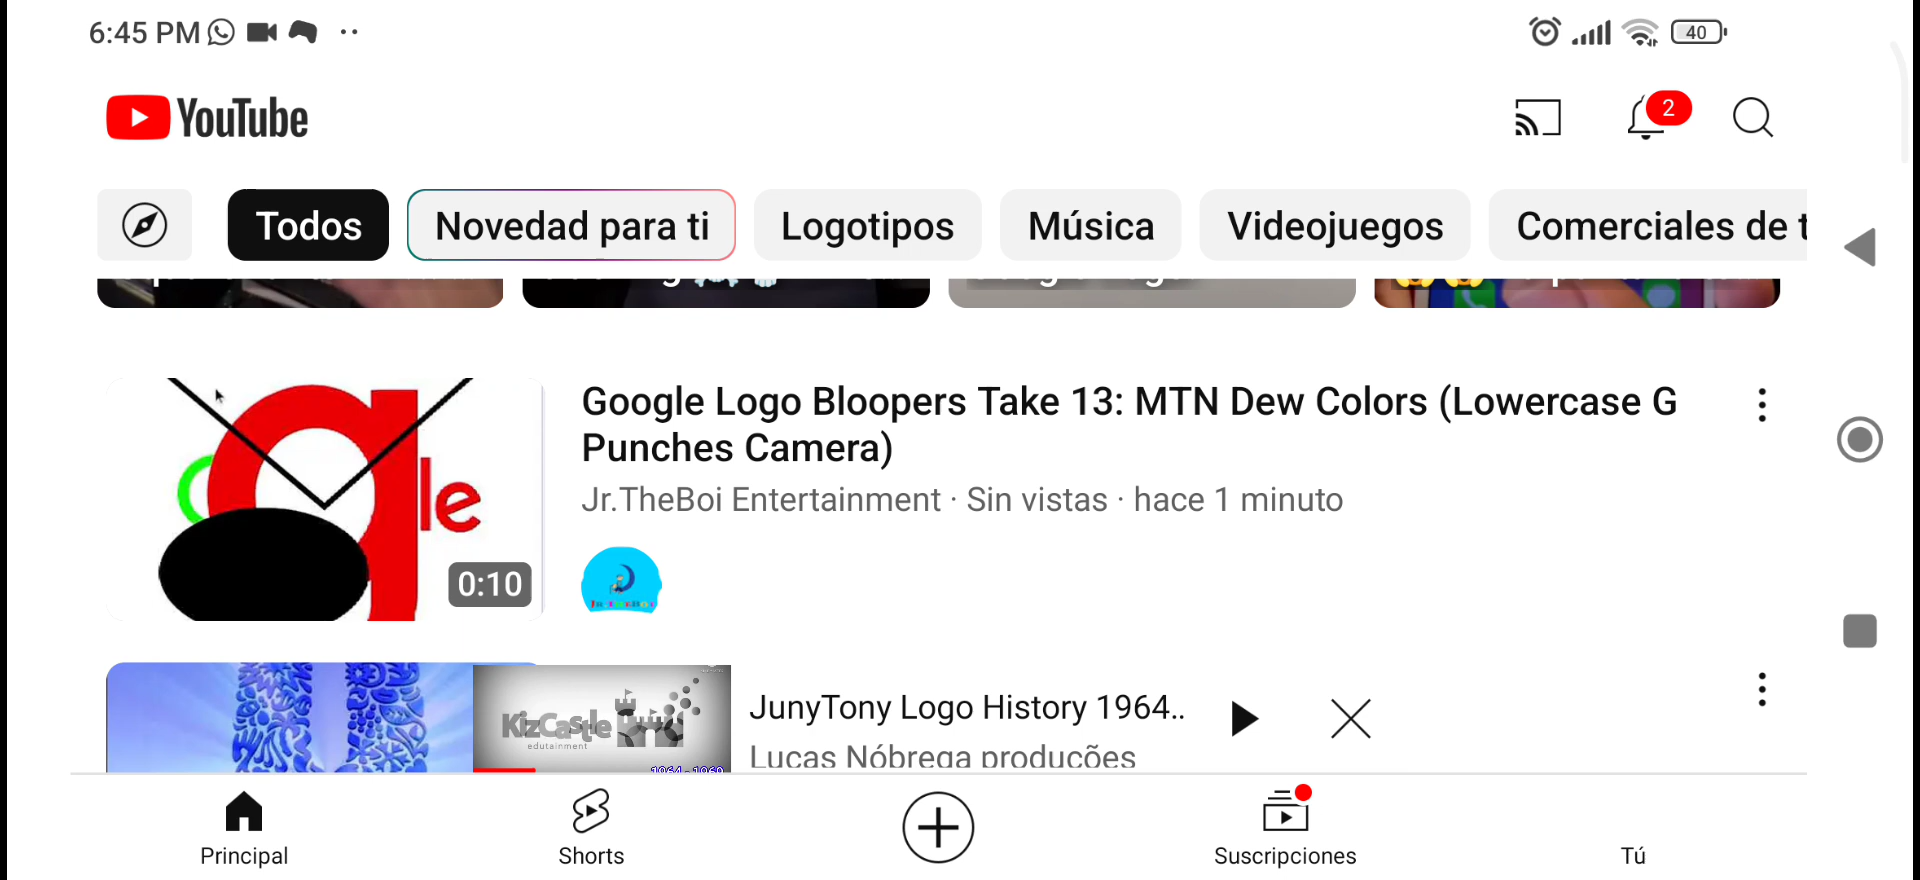 6:45 PM
40
YouTube
2
Todos
Novedad para ti
Logotipos
Música
Videojuegos
Comerciales de t
le
0:10
Google Logo Bloopers Take 13: MTN Dew Colors (Lowercase G
Punches Camera)
Jr.TheBoi Entertainment · Sin vistas · hace 1 minuto
KizCastle
edutainment
1964 - 1969
JunyTony Logo History 1964..
Lucas Nóbrega produções
Principal
Shorts
Suscripciones
Tú